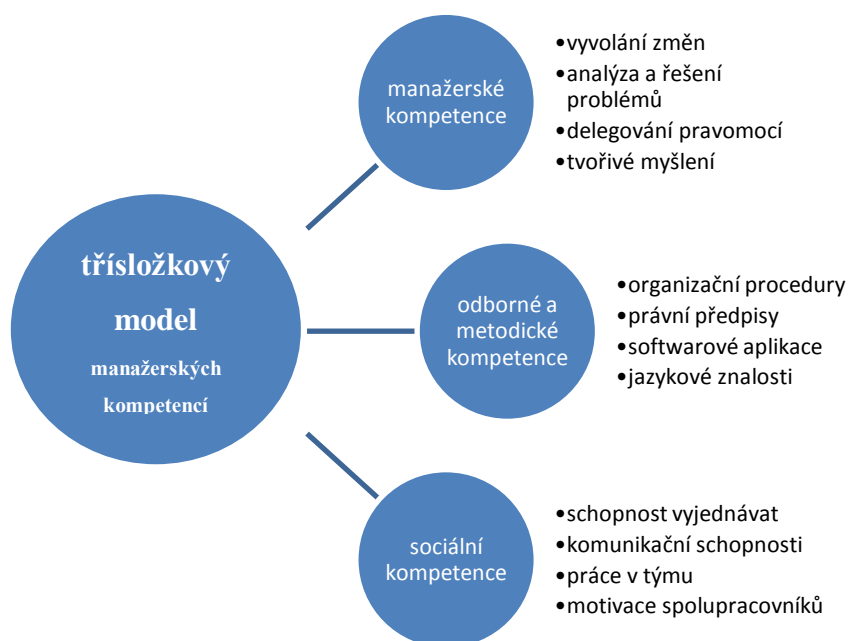 třísložkový
model
manažerských
kompetencí
manažerské
kompetence
•vyvolání změn
•analýza a řešení
problémů
•delegování pravomocí
•tvořivé myšlení
odborné a
metodické
kompetence
•organizační procedury
•právní předpisy
•softwarové aplikace
•jazykové znalosti
sociální
kompetence
•schopnost vyjednávat
•komunikační schopnosti
•práce v týmu
•motivace spolupracovníků